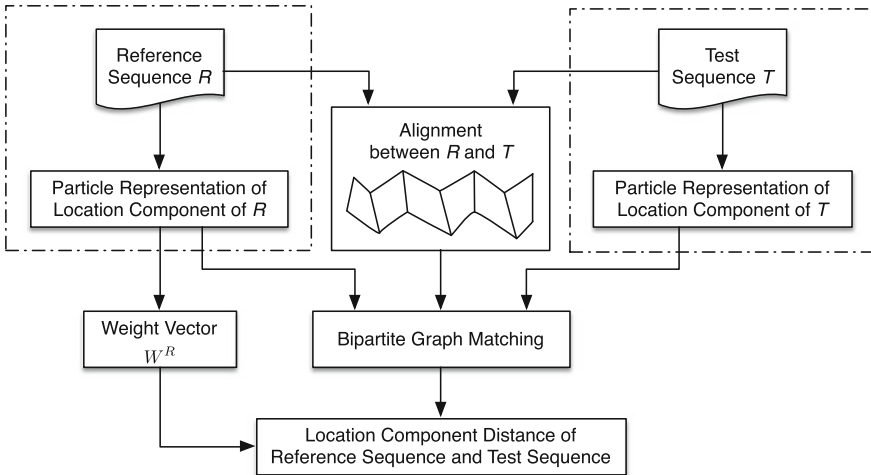 Reference
Sequence R
Test
Sequence T
Alignment
between R and T
Particle Representation of
Location Component of R
Particle Representation of
Location Component of T
Weight Vector
W^R
Bipartite Graph Matching
Location Component Distance of
Reference Sequence and Test Sequence